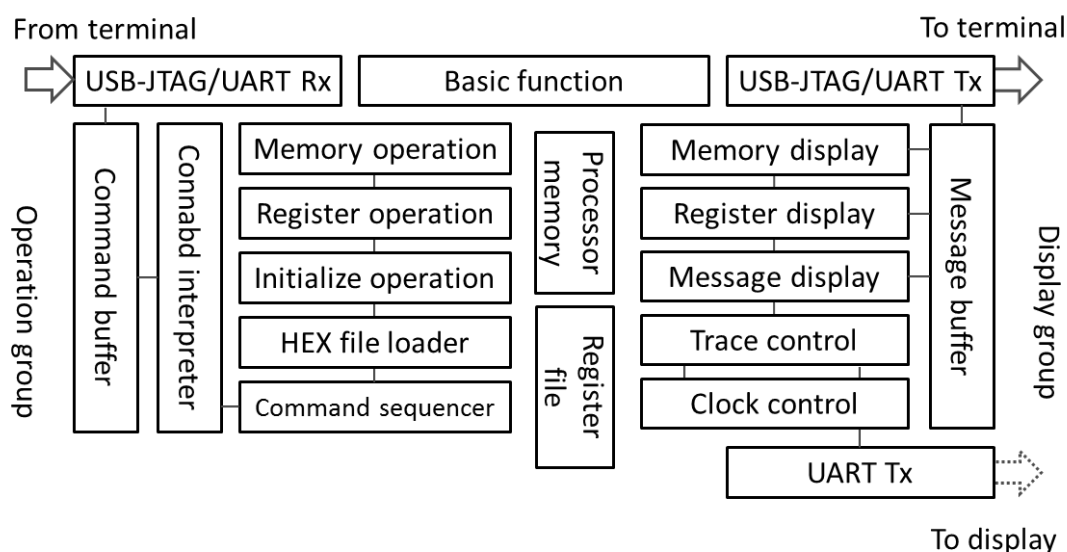 From terminal
To terminal
USB-JTAG/UART Rx
Basic function
USB-JTAG/UART Tx
Operation group
Command buffer
Connabd interpreter
Memory operation
Register operation
Initialize operation
HEX file loader
Command sequencer
Processor
memory
Register
file
Memory display
Register display
Message display
Trace control
Clock control
Message buffer
Display group
UART Tx
To display